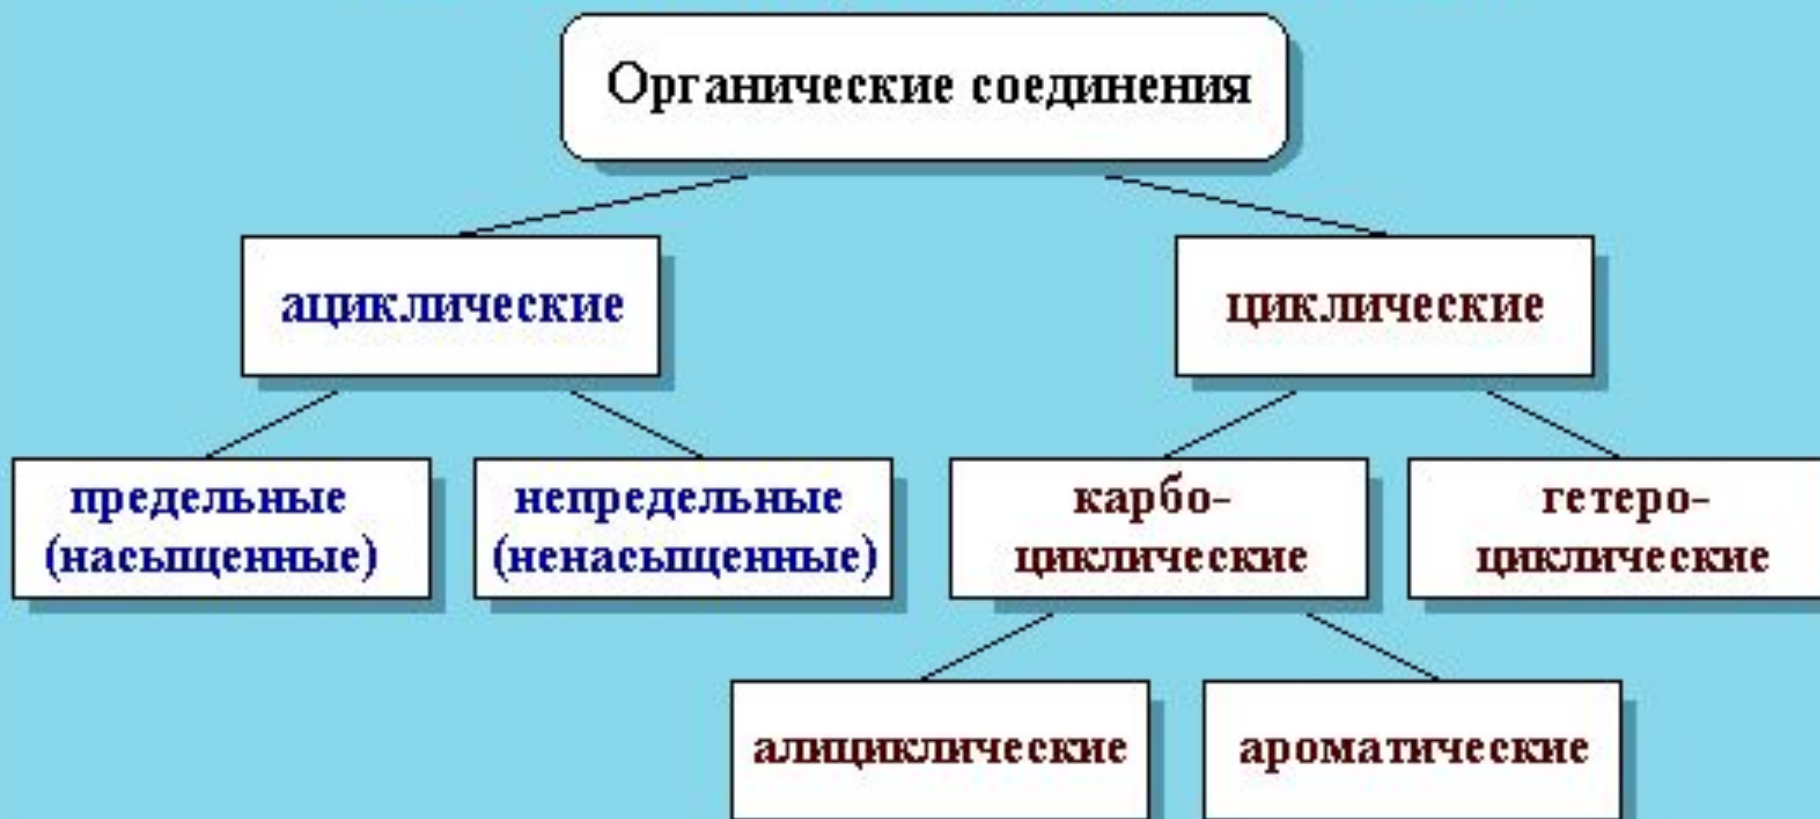 Органические соединения
ациклические
циклические
предельные
(насыщенные)
непредельные
(ненасыщенные)
карбо-
циклические
гетеро-
циклические
алициклические
ароматические